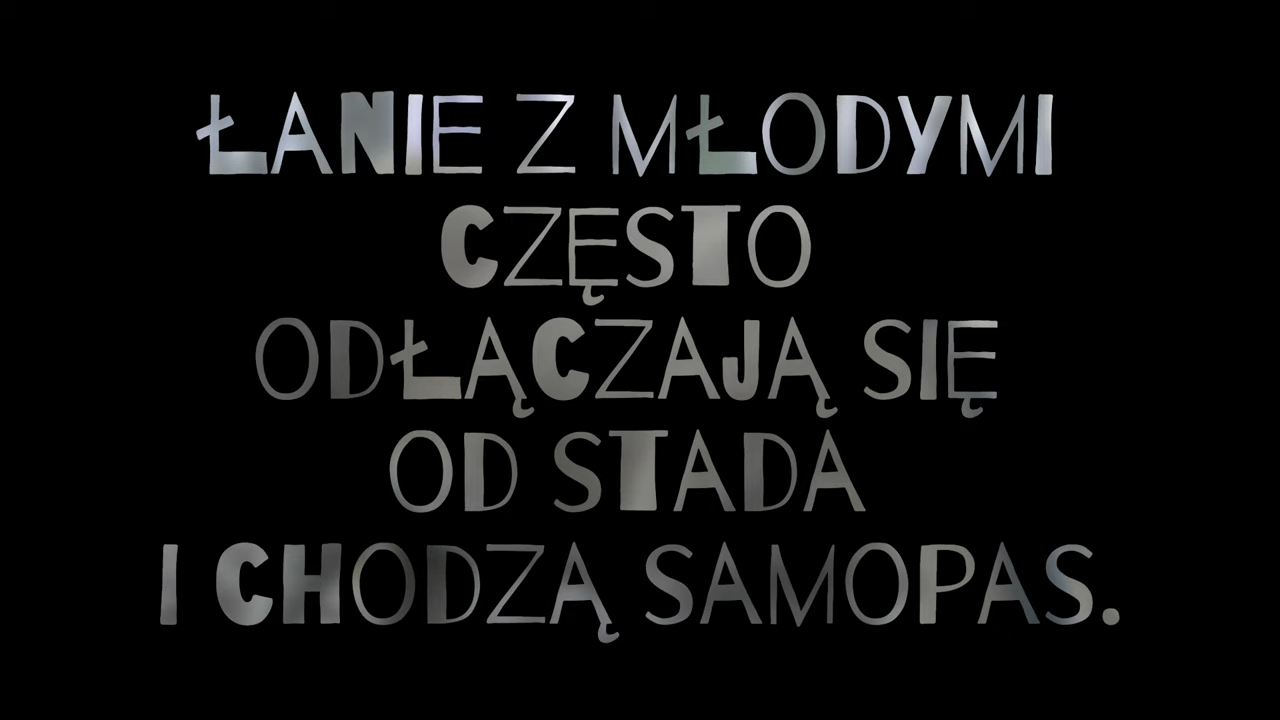 ŁANIE Z MŁODYMI
CZĘSTO
ODŁĄCZAJĄ SIĘ
OD STADA
I CHODZĄ SAMOPAS.